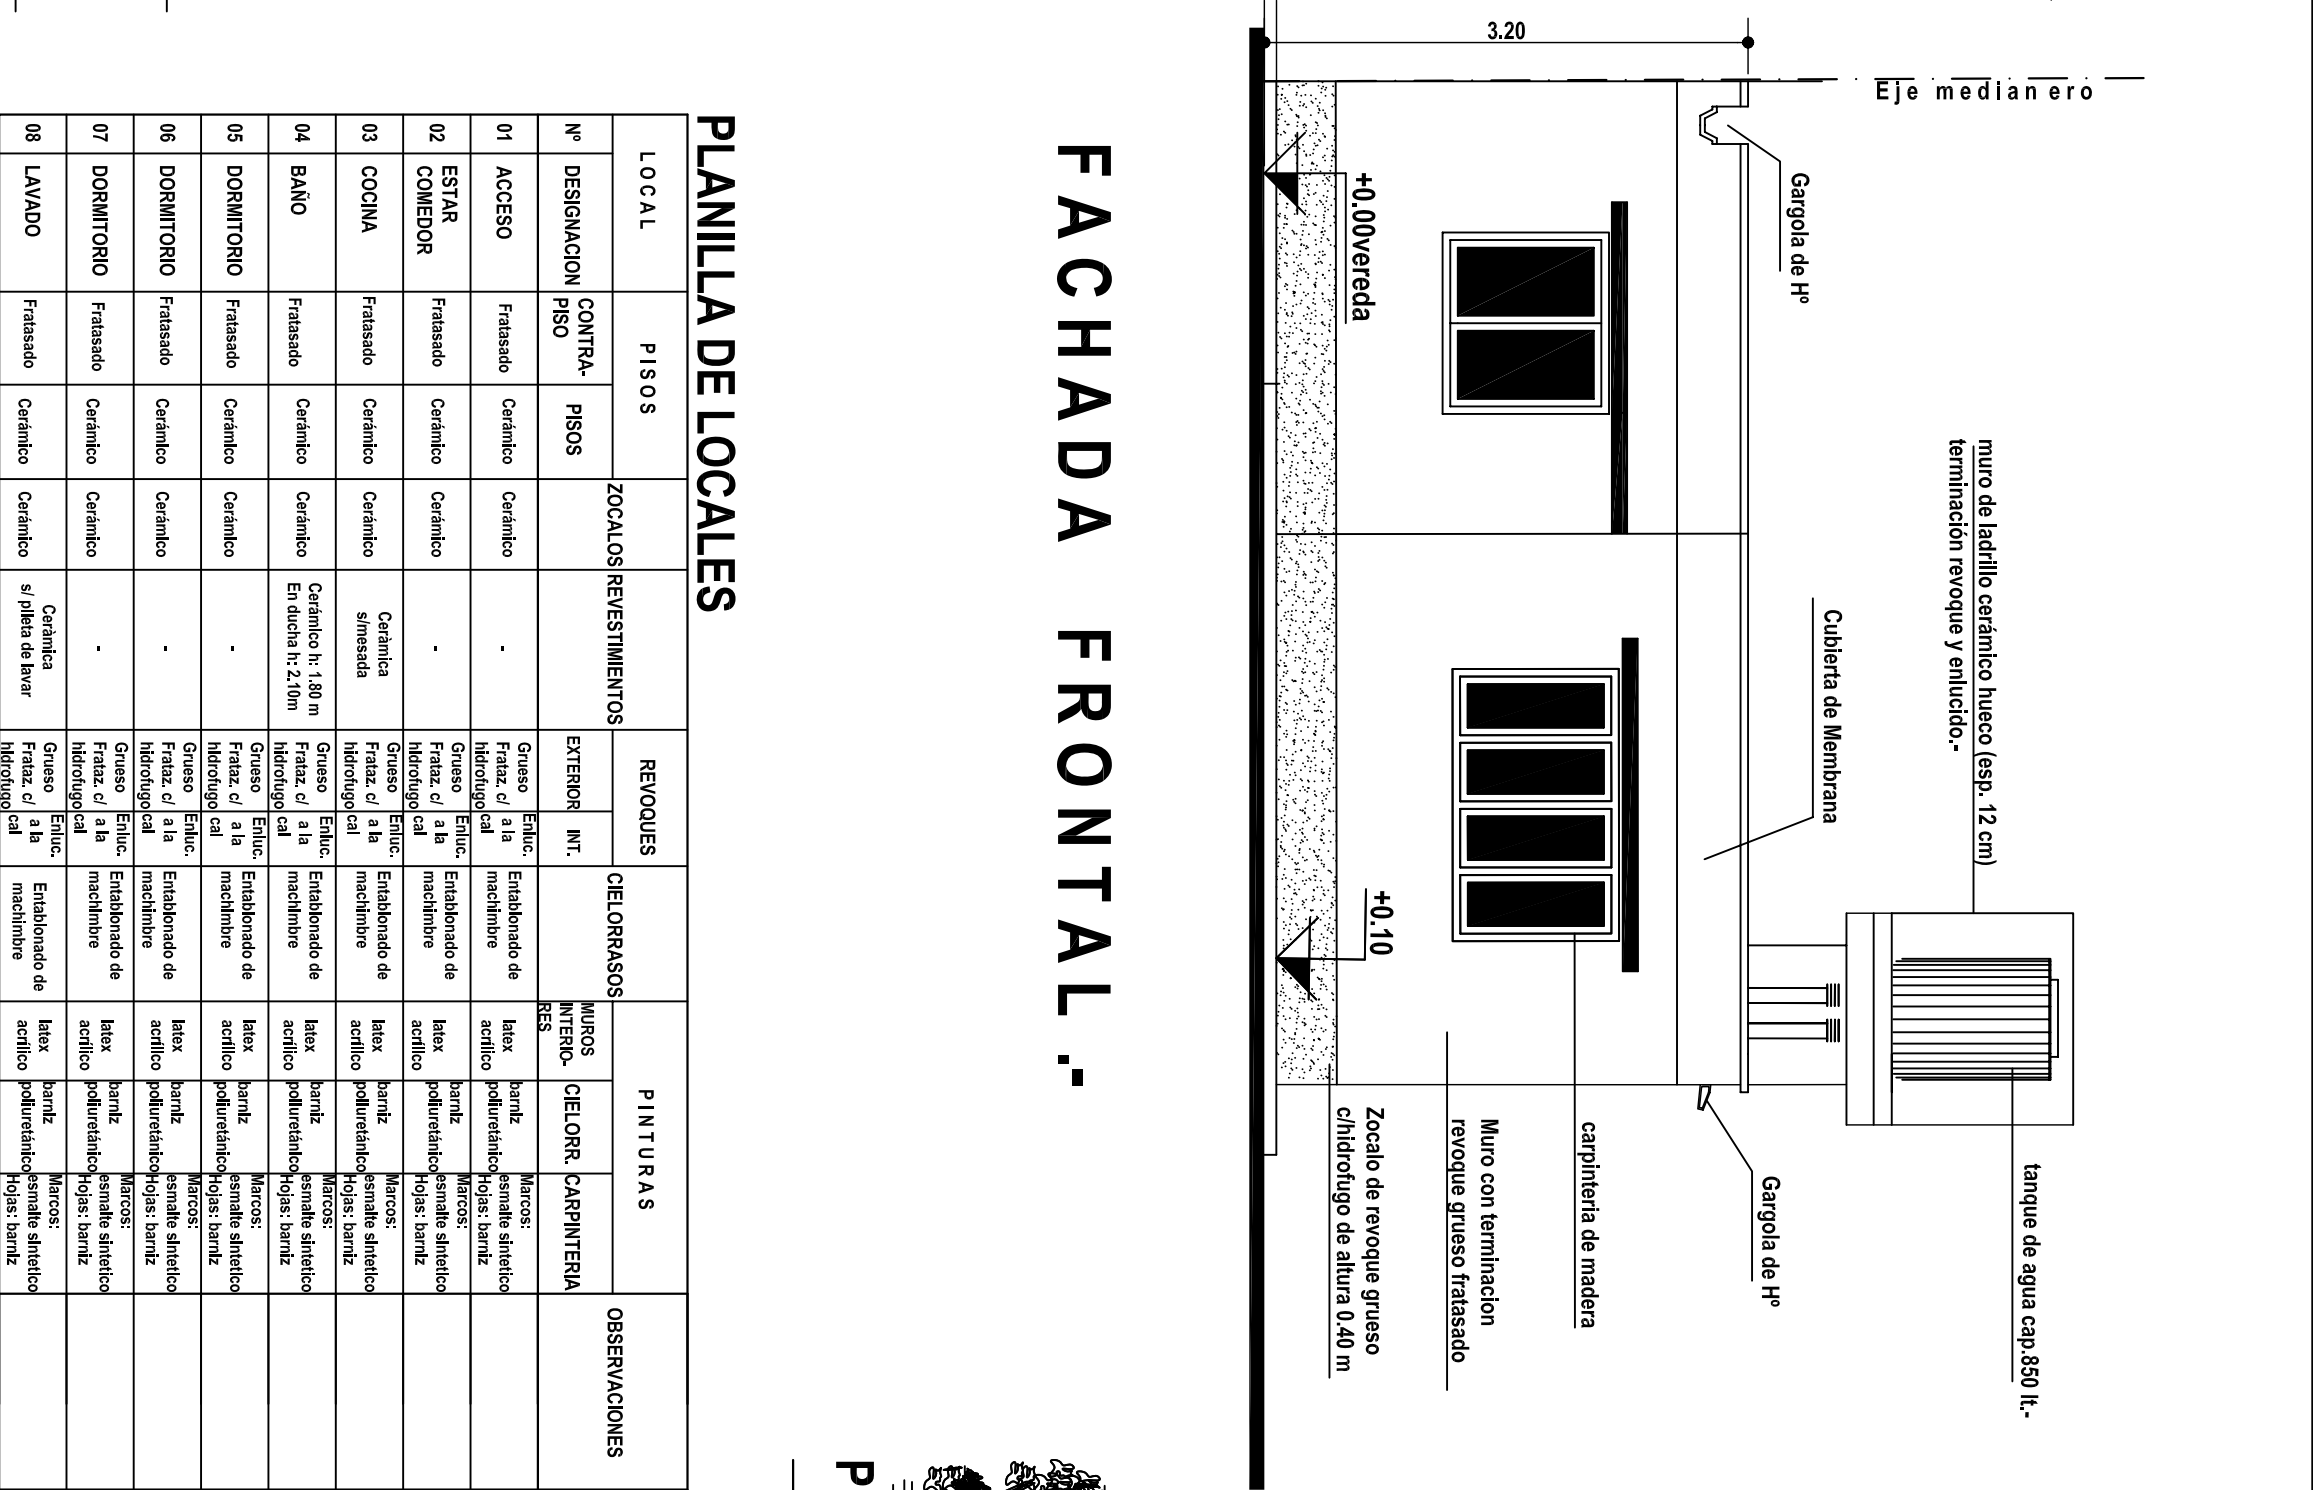 3.20
Eje medianero
Gargola de Hº
+0.00vereda
muro de ladrillo cerámico hueco (esp. 12 cm)
terminación revoque y enlucido.-
Cubierta de Membrana
+0.10
tanque de agua cap.850 lt.-
Gargola de Hº
carpinteria de madera
Muro con terminacion
revoque grueso fratasado
Zocalo de revoque grueso
c/hidrofugo de altura 0.40 m
FACHADA FRONTAL.-
P
PLANILLA DE LOCALES
LOCAL PISOS ZOCALOS REVESTIMIENTOS REVOQUES CIELORRASOS PINTURAS OBSERVACIONES
Nº DESIGNACION CONTRA-PISO PISOS EXTERIOR INT. MUROS INTERIO-RES CIELORR. CARPINTERIA
01 ACCESO Fratasado Cerámico Cerámico - Grueso Frataz. c/ hidrofugo Enluc. a la cal Entablonado de machimbre latex acrílico barniz poliuretánico Marcos: esmalte sintetico Hojas: barniz
02 ESTAR COMEDOR Fratasado Cerámico Cerámico - Grueso Frataz. c/ hidrofugo Enluc. a la cal Entablonado de machimbre latex acrílico barniz poliuretánico Marcos: esmalte sintetico Hojas: barniz
03 COCINA Fratasado Cerámico Cerámico Ceràmica s/mesada Grueso Frataz. c/ hidrofugo Enluc. a la cal Entablonado de machimbre latex acrílico barniz poliuretánico Marcos: esmalte sintetico Hojas: barniz
04 BAÑO Fratasado Cerámico Cerámico Cerámico h: 1.80 m En ducha h: 2.10m Grueso Frataz. c/ hidrofugo Enluc. a la cal Entablonado de machimbre latex acrílico barniz poliuretánico Marcos: esmalte sintetico Hojas: barniz
05 DORMITORIO Fratasado Cerámico Cerámico - Grueso Frataz. c/ hidrofugo Enluc. a la cal Entablonado de machimbre latex acrílico barniz poliuretánico Marcos: esmalte sintetico Hojas: barniz
06 DORMITORIO Fratasado Cerámico Cerámico - Grueso Frataz. c/ hidrofugo Enluc. a la cal Entablonado de machimbre latex acrílico barniz poliuretánico Marcos: esmalte sintetico Hojas: barniz
07 DORMITORIO Fratasado Cerámico Cerámico - Grueso Frataz. c/ hidrofugo Enluc. a la cal Entablonado de machimbre latex acrílico barniz poliuretánico Marcos: esmalte sintetico Hojas: barniz
08 LAVADO Fratasado Cerámico Cerámico Ceràmica s/ pileta de lavar Grueso Frataz. c/ hidrofugo Enluc. a la cal Entablonado de machimbre latex acrílico barniz poliuretánico Marcos: esmalte sintetico Hojas: barniz